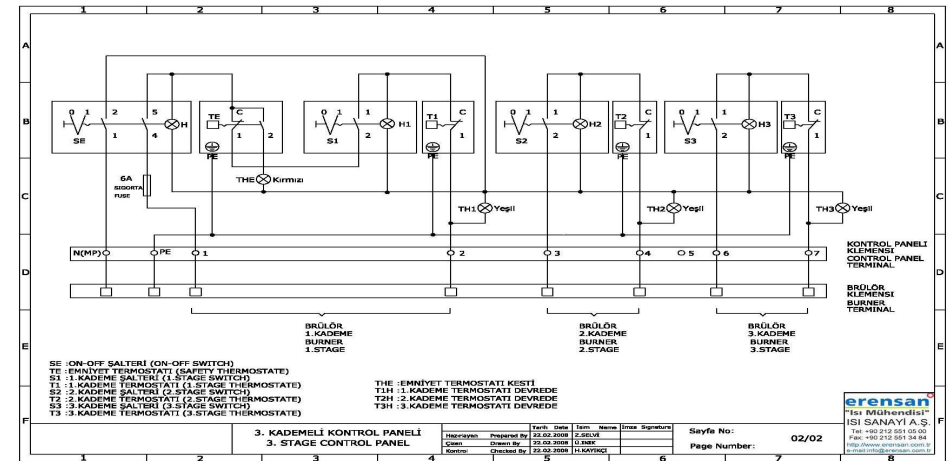 1 2 3 4 5 6 7 8
A A
B B
C C
D D
E E
F F
0 1 2 5 H TE C 0 1 H1 T1 C 0 1 H2 T2 C 0 1 H3 T3 C
SE 1 4 1 2 S1 2 1 S2 2 1 S3 2 1
PE PE PE PE
6A
SIGORTA
FUSE
THE Kırmızı
TH1 Yeşil TH2 Yeşil TH3 Yeşil
N(MP) PE 1 2 3 4 5 6 7
KONTROL PANELİ
KLEMENSI
CONTROL PANEL
TERMINAL
BRÜLÖR
KLEMENSI
BURNER
TERMINAL
BRÜLÖR
1.KADEME
BURNER
1.STAGE
BRÜLÖR
2.KADEME
BURNER
2.STAGE
BRÜLÖR
3.KADEME
BURNER
3.STAGE
SE :ON-OFF ŞALTERİ (ON-OFF SWITCH)
TE :EMNİYET TERMOSTATI (SAFETY THERMOSTATE)
S1 :1.KADEME ŞALTERİ (1.STAGE SWITCH)
T1 :1.KADEME TERMOSTATI (1.STAGE THERMOSTATE)
S2 :2.KADEME ŞALTERİ (2.STAGE SWITCH)
T2 :2.KADEME TERMOSTATI (2.STAGE THERMOSTATE)
S3 :3.KADEME ŞALTERİ (3.STAGE SWITCH)
T3 :3.KADEME TERMOSTATI (3.STAGE THERMOSTATE)
THE :EMNİYET TERMOSTATI KESTİ
T1H :1.KADEME TERMOSTATI DEVREDE
T2H :2.KADEME TERMOSTATI DEVREDE
T3H :3.KADEME TERMOSTATI DEVREDE
3. KADEMELİ KONTROL PANELİ
3. STAGE CONTROL PANEL
Tarih Date İsim Name İmza Signature
Hazırlayan Prepared By 22.02.2008 Z.SELVİ
Çizen Drawn By 22.02.2008 Ü.İNEK
Kontrol Checked By 22.02.2008 H.KAYIKÇI
Sayfa No:
Page Number:
02/02
erensan
"Isı Mühendisi"
ISI SANAYİ A.Ş.
Tel: +90 212 551 05 00
Fax: +90 212 551 34 84
http://www.erensan.com.tr
e-mail:info@erensan.com.tr
1 2 3 4 5 6 7 8